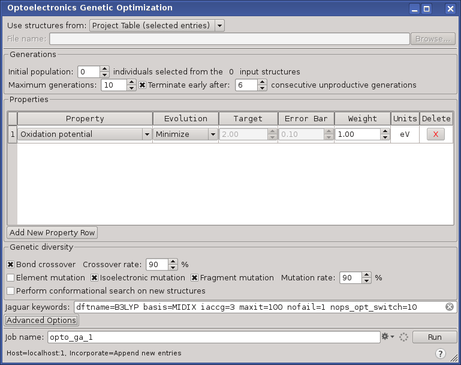 Optoelectronics Genetic Optimization
Use structures from: Project Table (selected entries)
File name: Browse...
Generations
Initial population: 0 individuals selected from the 0 input structures
Maximum generations: 10 Terminate early after: 6 consecutive unproductive generations
Properties
Property Evolution Target Error Bar Weight Units Delete
1 Oxidation potential Minimize 2.00 0.10 1.00 eV X
Add New Property Row
Genetic diversity
Bond crossover Crossover rate: 90 %
Element mutation Isoelectronic mutation Fragment mutation Mutation rate: 90 %
Perform conformational search on new structures
Jaguar keywords: dftname=B3LYP basis=MIDIX iaccg=3 maxit=100 nofail=1 nops_opt_switch=10
Advanced Options
Job name: opto_ga_1 Run
Host=localhost:1, Incorporate=Append new entries ?